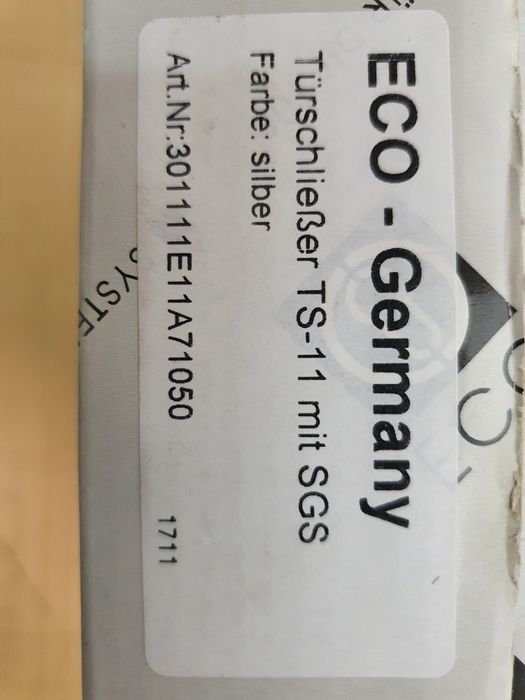 ECO - Germany
Türschließer TS-11 mit SGS
Farbe: silber
Art.Nr:301111E11A71050
1711